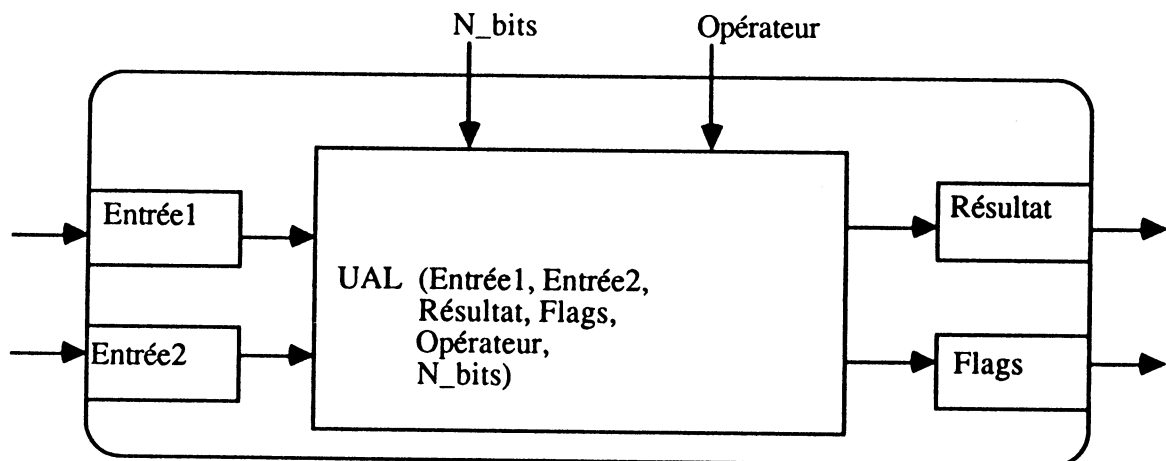 N_bits Opérateur
Entrée1
Résultat
UAL (Entrée1, Entrée2,
Résultat, Flags,
Opérateur,
N_bits)
Entrée2
Flags